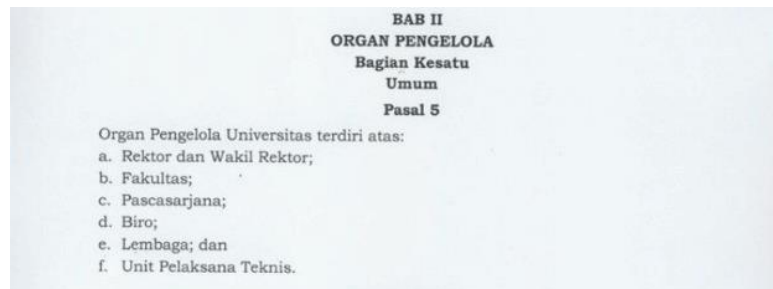 BAB II
ORGAN PENGELOLA
Bagian Kesatu
Umum
Pasal 5
Organ Pengelola Universitas terdiri atas:
a. Rektor dan Wakil Rektor;
b. Fakultas;
c. Pascasarjana;
d. Biro;
e. Lembaga; dan
f. Unit Pelaksana Teknis.